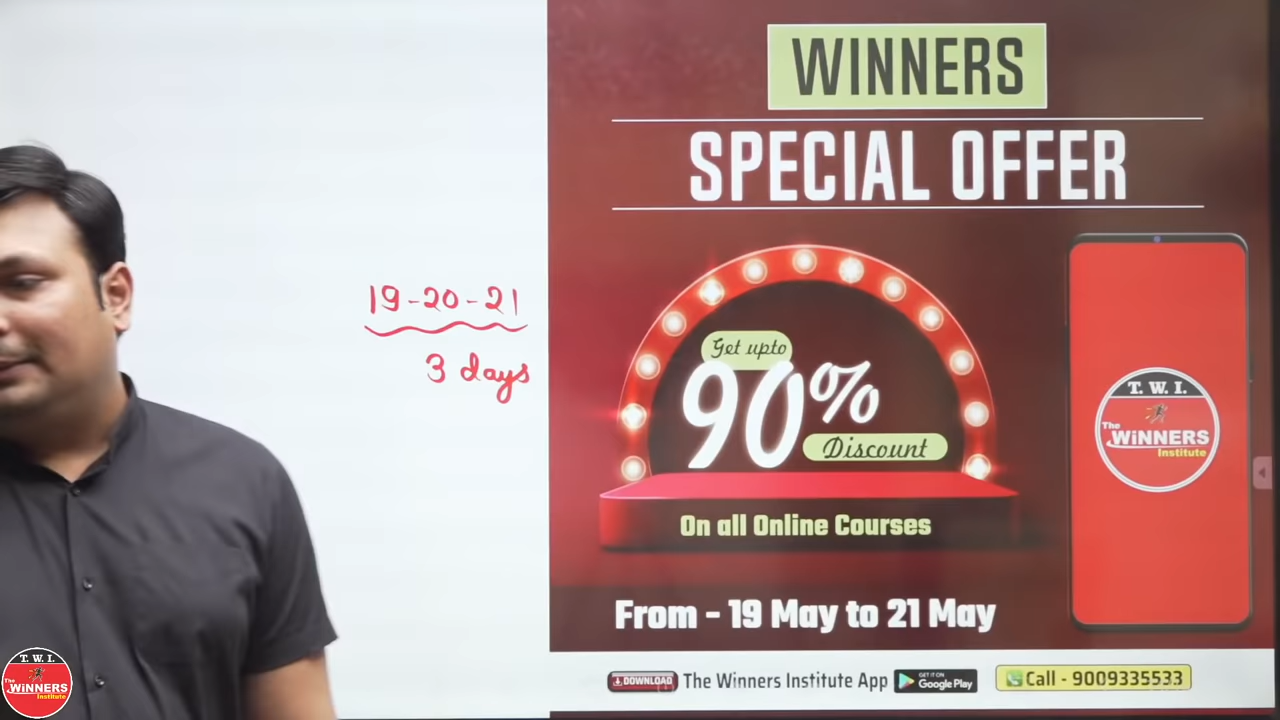 WINNERS
SPECIAL OFFER
19-20-21
3 days
Get upto
90%
Discount
On all Online Courses
From - 19 May to 21 May
T. W. I.
The
WiNNERS
Institute
DOWNLOAD The Winners Institute App GET IT ON Google Play Call - 9009335533
T. W. I.
The
WiNNERS
Institute